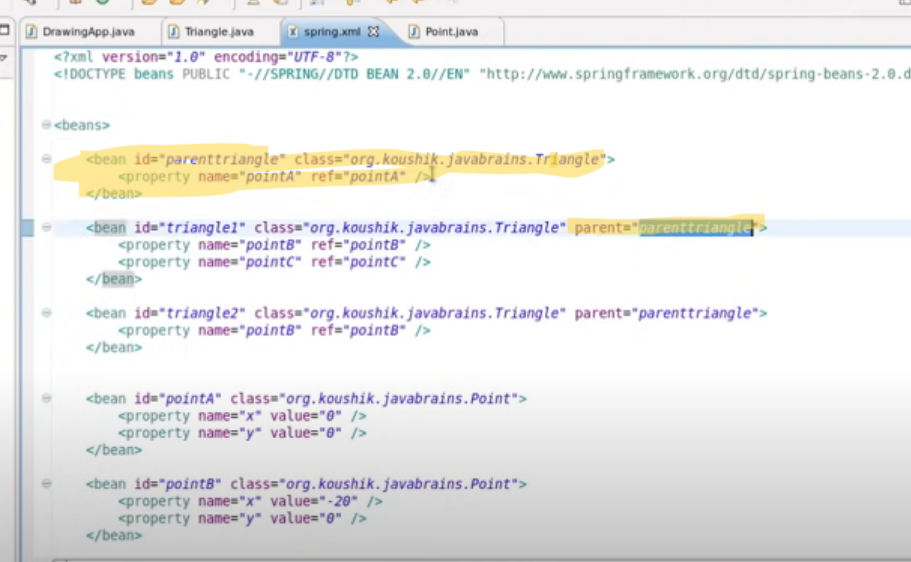 DrawingApp.java Triangle.java spring.xml Point.java
<?xml version="1.0" encoding="UTF-8"?>
<!DOCTYPE beans PUBLIC "-//SPRING//DTD BEAN 2.0//EN" "http://www.springframework.org/dtd/spring-beans-2.0.d
<beans>
<bean id="parenttriangle" class="org.koushik.javabrains.Triangle">
<property name="pointA" ref="pointA" />
</bean>
<bean id="triangle1" class="org.koushik.javabrains.Triangle" parent="parenttriangle">
<property name="pointB" ref="pointB" />
<property name="pointC" ref="pointC" />
</bean>
<bean id="triangle2" class="org.koushik.javabrains.Triangle" parent="parenttriangle">
<property name="pointB" ref="pointB" />
</bean>
<bean id="pointA" class="org.koushik.javabrains.Point">
<property name="x" value="0" />
<property name="y" value="0" />
</bean>
<bean id="pointB" class="org.koushik.javabrains.Point">
<property name="x" value="-20" />
<property name="y" value="0" />
</bean>